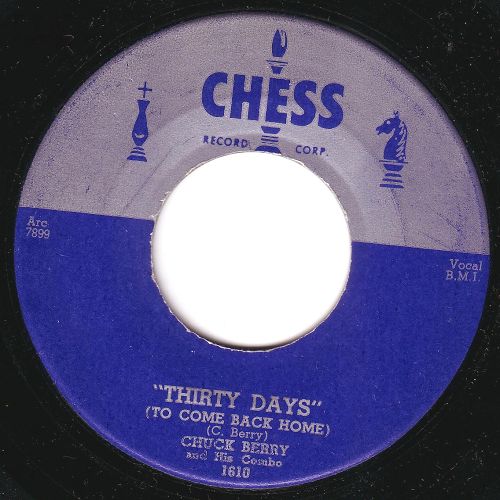 CHESS
RECORD CORP.
Arc
7899
Vocal
B.M.I.
"THIRTY DAYS"
(TO COME BACK HOME)
(C. Berry)
CHUCK BERRY
and His Combo
1610